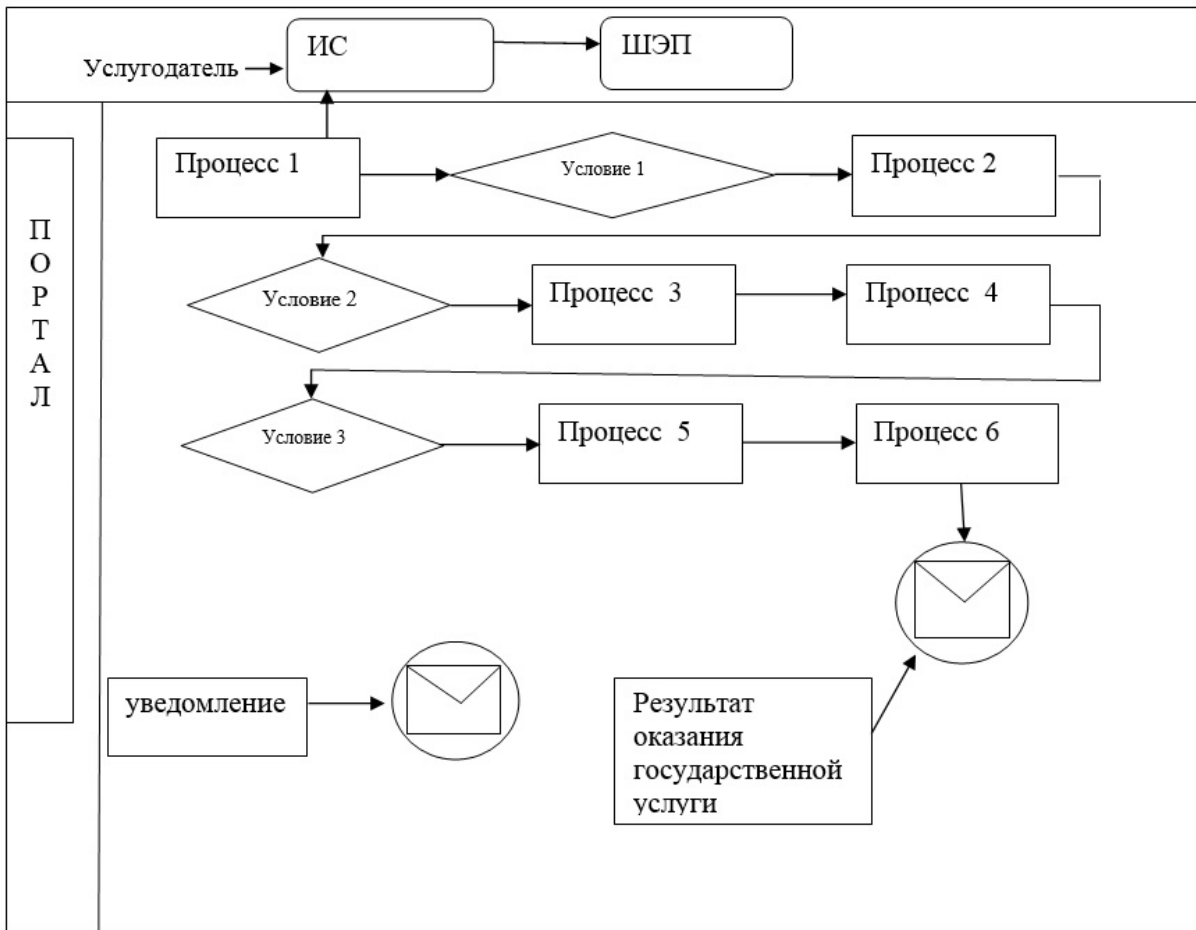 ИС
ШЭП
Услугодатель
Процесс 1
Условие 1
Процесс 2
П
О
Р
Т
А
Л
Условие 2
Процесс 3
Процесс 4
Условие 3
Процесс 5
Процесс 6
уведомление
Результат
оказания
государственной
услуги